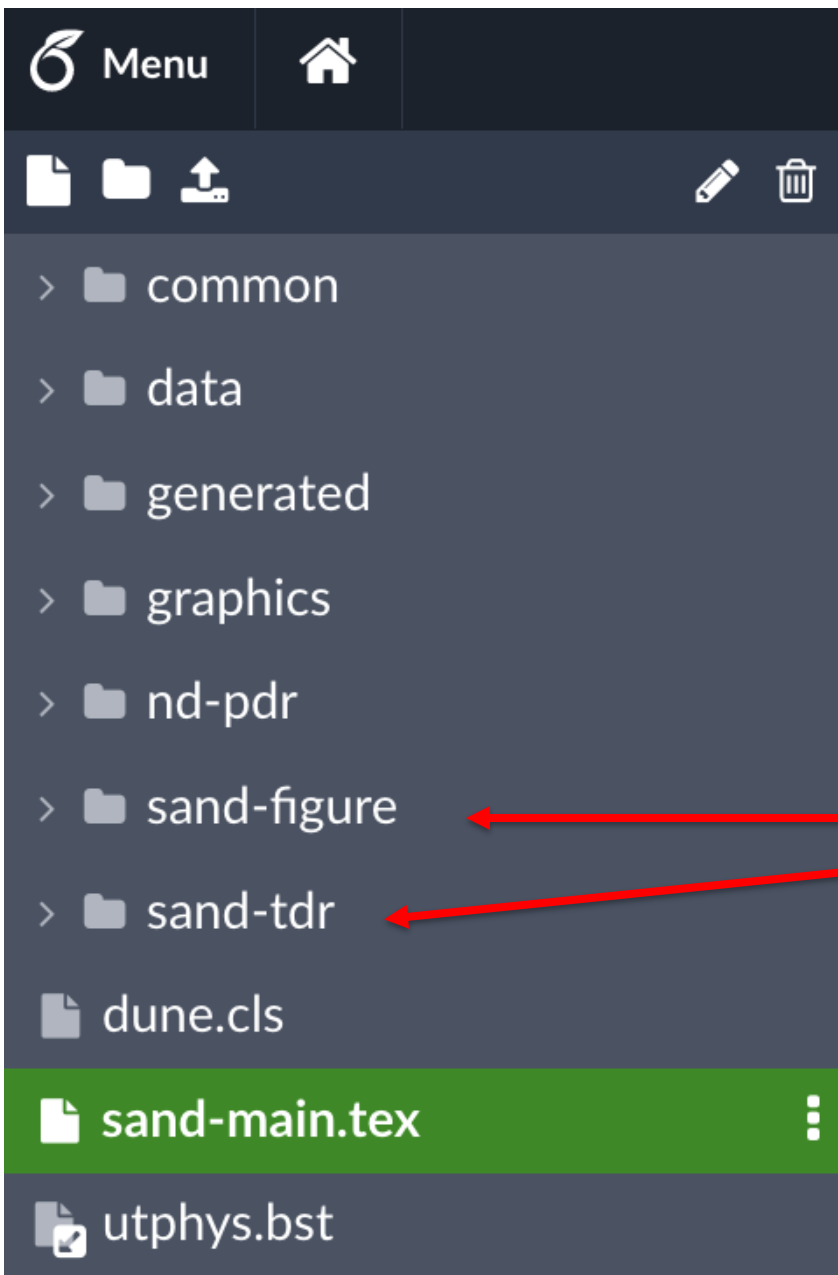 Menu
common
data
generated
graphics
nd-pdr
sand-figure
sand-tdr
dune.cls
sand-main.tex
utphys.bst